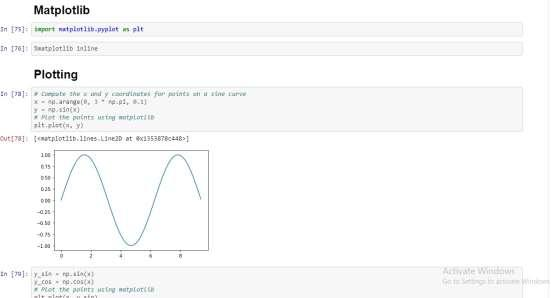 Matplotlib
In [75]: import matplotlib.pyplot as plt
In [76]: %matplotlib inline
Plotting
In [78]: # Compute the x and y coordinates for points on a sine curve
x = np.arange(0, 3 * np.pi, 0.1)
y = np.sin(x)
# Plot the points using matplotlib
plt.plot(x, y)
Out[78]: [<matplotlib.lines.Line2D at
1.00
0.75
0.50
0.25
0.00
−0.25
−0.50
−0.75
−1.00
0 2 4 6 8
In [79]: y_sin = np.sin(x)
y_cos = np.cos(x)
# Plot the points using matplotlib
plt.plot(x, y_sin)
Activate Windows
Go to Settings to activate Windows